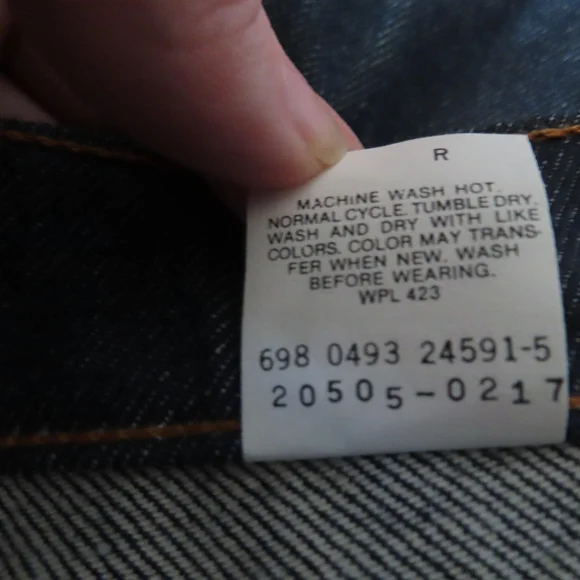 R
MACHINE WASH HOT.
NORMAL CYCLE. TUMBLE DRY.
WASH AND DRY WITH LIKE
COLORS. COLOR MAY TRANS-
FER WHEN NEW. WASH
BEFORE WEARING.
WPL 423
698 0493 24591-5
20505-0217